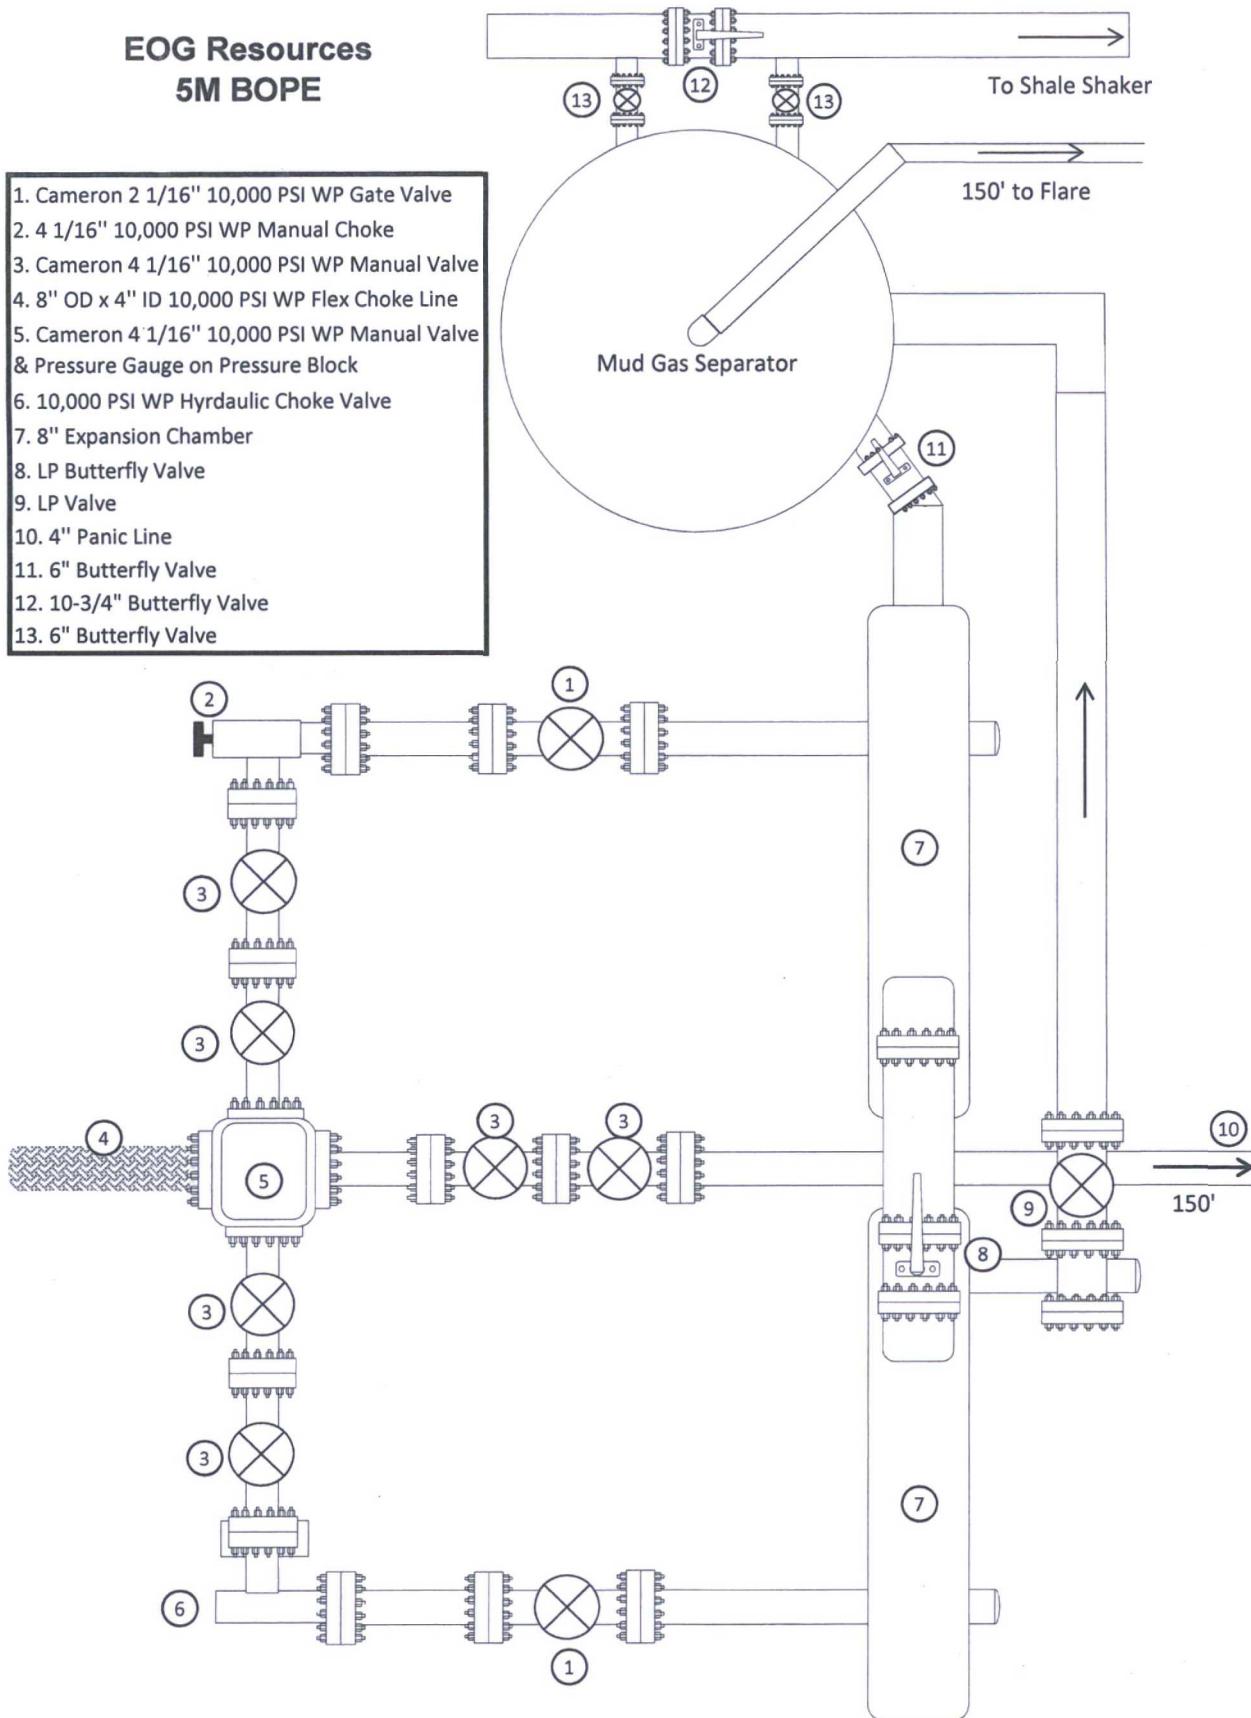 EOG Resources
5M BOPE
12
13
13
To Shale Shaker
150' to Flare
1. Cameron 2 1/16" 10,000 PSI WP Gate Valve
2. 4 1/16" 10,000 PSI WP Manual Choke
3. Cameron 4 1/16" 10,000 PSI WP Manual Valve
4. 8" OD x 4" ID 10,000 PSI WP Flex Choke Line
5. Cameron 4 1/16" 10,000 PSI WP Manual Valve
& Pressure Gauge on Pressure Block
6. 10,000 PSI WP Hyrdaulic Choke Valve
7. 8" Expansion Chamber
8. LP Butterfly Valve
9. LP Valve
10. 4" Panic Line
11. 6" Butterfly Valve
12. 10-3/4" Butterfly Valve
13. 6" Butterfly Valve
Mud Gas Separator
11
1
2
7
3
3
3
3
4
10
5
150'
9
8
3
3
7
6
1